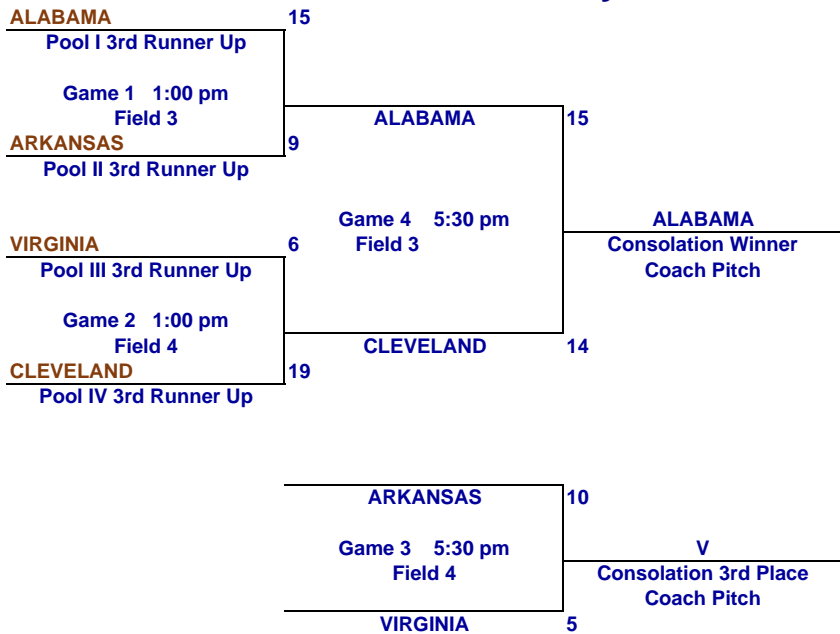 ALABAMA 15
Pool I 3rd Runner Up
Game 1 1:00 pm
Field 3
ALABAMA 15
ARKANSAS 9
Pool II 3rd Runner Up
Game 4 5:30 pm
Field 3
ALABAMA
Consolation Winner
Coach Pitch
VIRGINIA 6
Pool III 3rd Runner Up
Game 2 1:00 pm
Field 4
CLEVELAND 14
CLEVELAND 19
Pool IV 3rd Runner Up
ARKANSAS 10
Game 3 5:30 pm
Field 4
V
Consolation 3rd Place
Coach Pitch
VIRGINIA 5